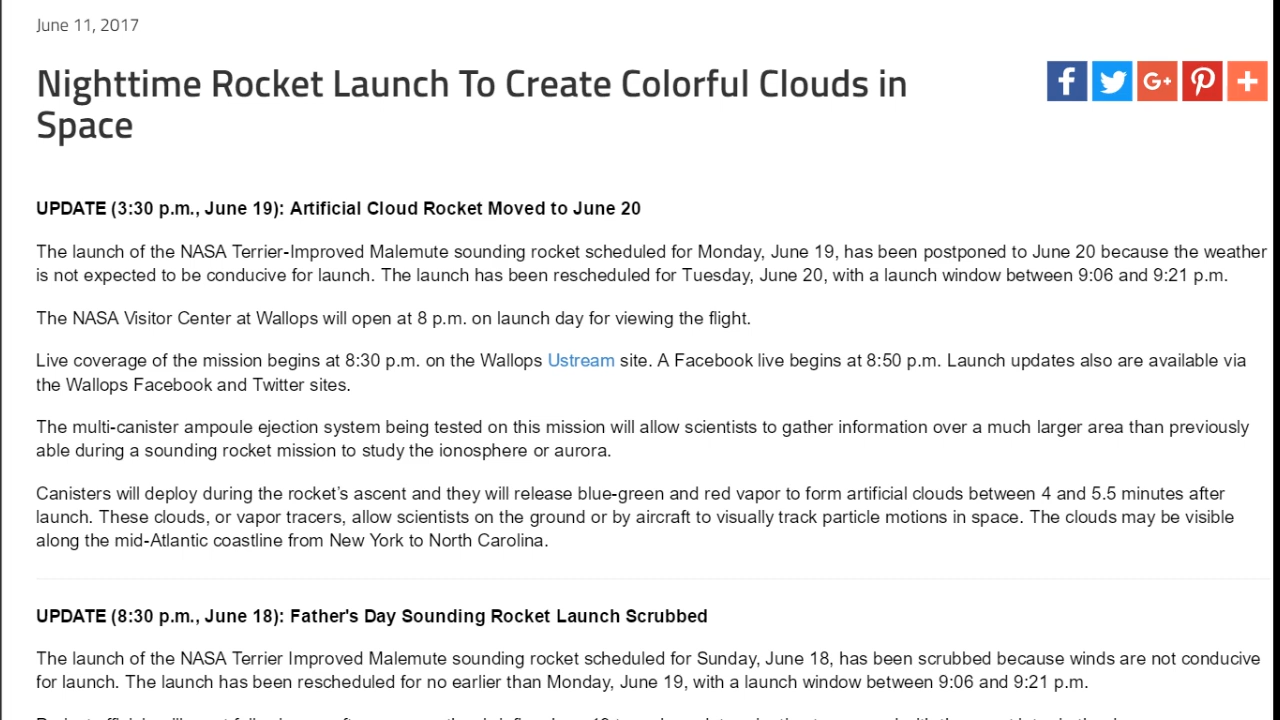 June 11, 2017
Nighttime Rocket Launch To Create Colorful Clouds in
Space
f
G+
UPDATE (3:30 p.m., June 19): Artificial Cloud Rocket Moved to June 20
The launch of the NASA Terrier-Improved Malemute sounding rocket scheduled for Monday, June 19, has been postponed to June 20 because the weather
is not expected to be conducive for launch. The launch has been rescheduled for Tuesday, June 20, with a launch window between 9:06 and 9:21 p.m.
The NASA Visitor Center at Wallops will open at 8 p.m. on launch day for viewing the flight.
Live coverage of the mission begins at 8:30 p.m. on the Wallops Ustream site. A Facebook live begins at 8:50 p.m. Launch updates also are available via
the Wallops Facebook and Twitter sites.
The multi-canister ampoule ejection system being tested on this mission will allow scientists to gather information over a much larger area than previously
able during a sounding rocket mission to study the ionosphere or aurora.
Canisters will deploy during the rocket’s ascent and they will release blue-green and red vapor to form artificial clouds between 4 and 5.5 minutes after
launch. These clouds, or vapor tracers, allow scientists on the ground or by aircraft to visually track particle motions in space. The clouds may be visible
along the mid-Atlantic coastline from New York to North Carolina.
UPDATE (8:30 p.m., June 18): Father's Day Sounding Rocket Launch Scrubbed
The launch of the NASA Terrier Improved Malemute sounding rocket scheduled for Sunday, June 18, has been scrubbed because winds are not conducive
for launch. The launch has been rescheduled for no earlier than Monday, June 19, with a launch window between 9:06 and 9:21 p.m.